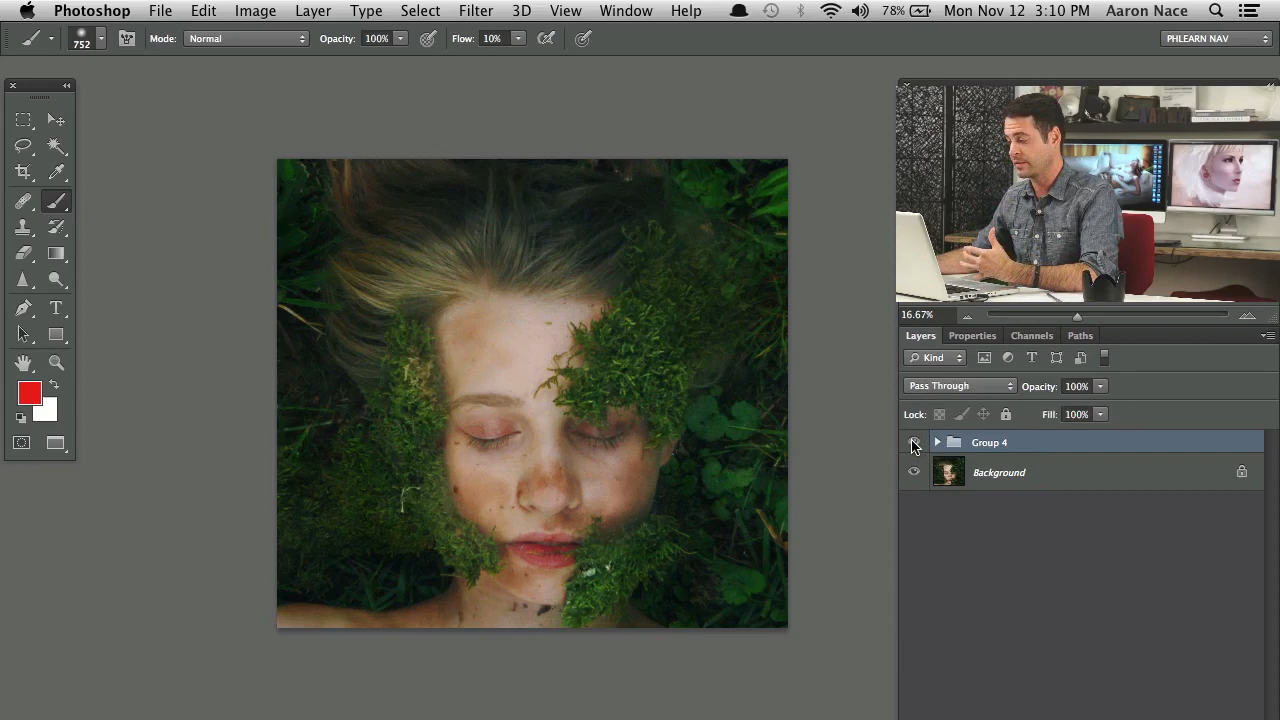 Photoshop File Edit Image Layer Type Select Filter 3D View Window Help 78% Mon Nov 12 3:10 PM Aaron Nace
752 Mode: Normal Opacity: 100% Flow: 10% PHLEARN NAV
16.67%
Layers Properties Channels Paths
Kind
Pass Through Opacity: 100%
Lock: Fill: 100%
Group 4
Background